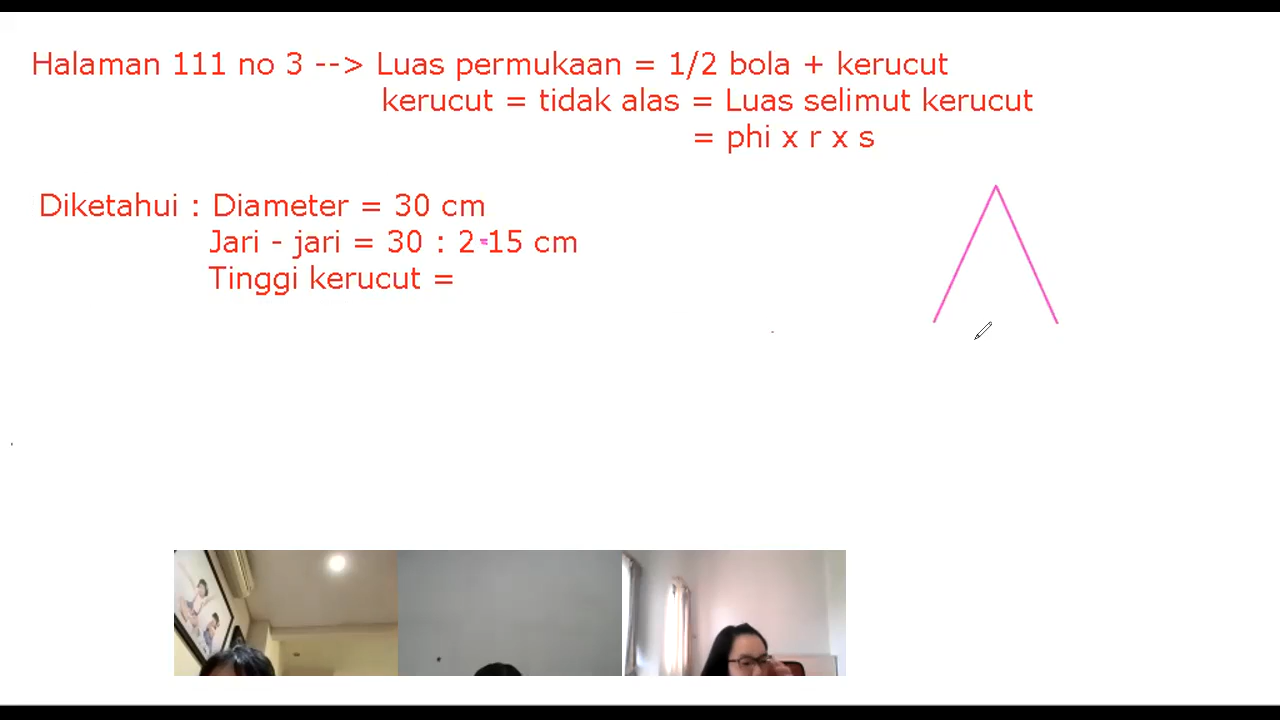 Halaman 111 no 3 --> Luas permukaan = 1/2 bola + kerucut
kerucut = tidak alas = Luas selimut kerucut
= phi x r x s
Diketahui : Diameter = 30 cm
Jari - jari = 30 : 2 = 15 cm
Tinggi kerucut =